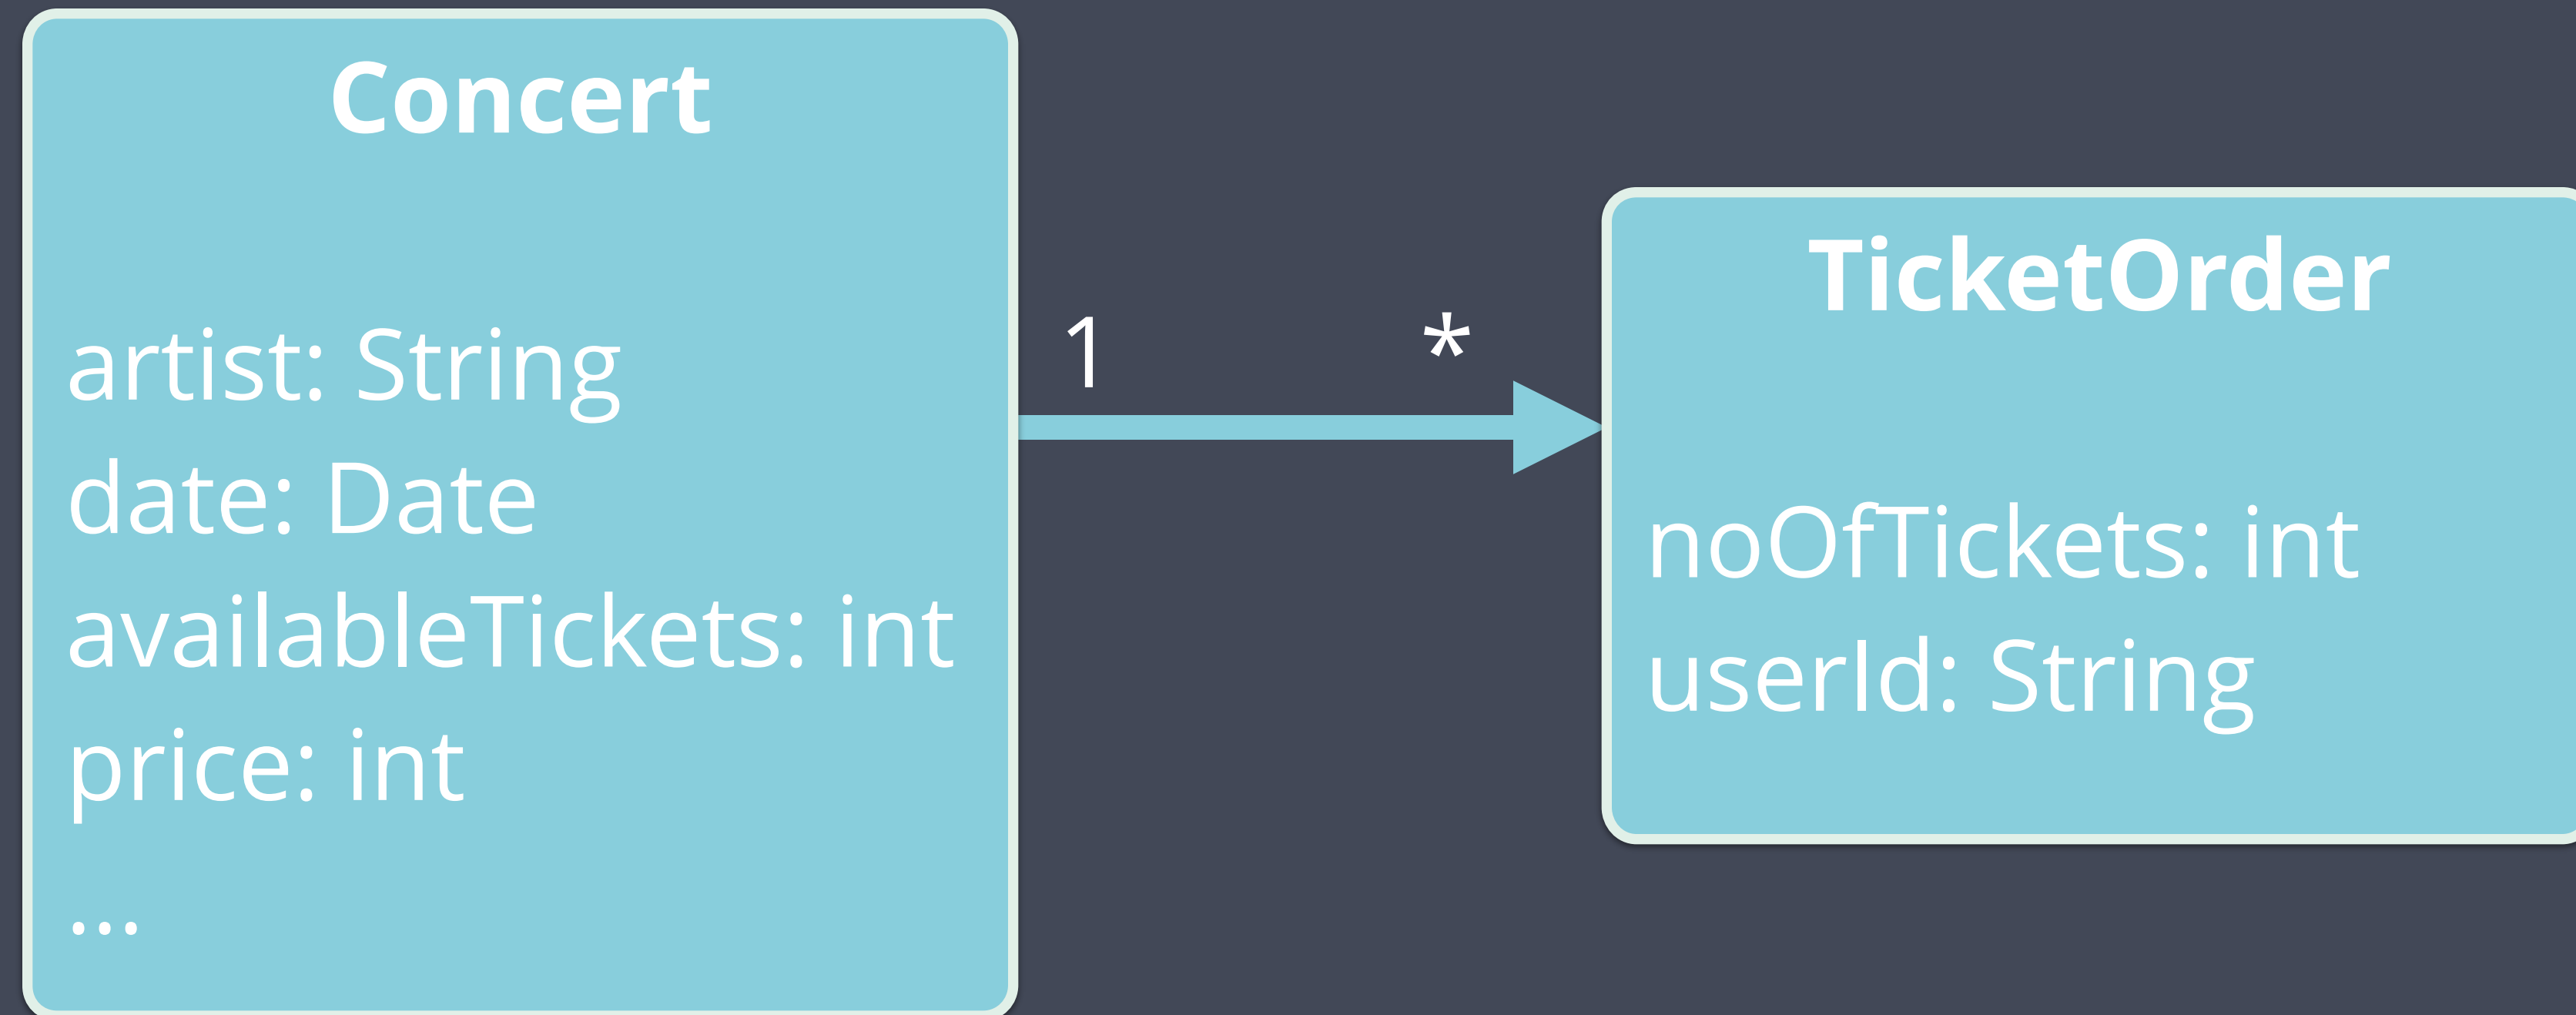 Concert
artist: String
date: Date
availableTickets: int
price: int
...
1
*
TicketOrder
noOfTickets: int
userId: String